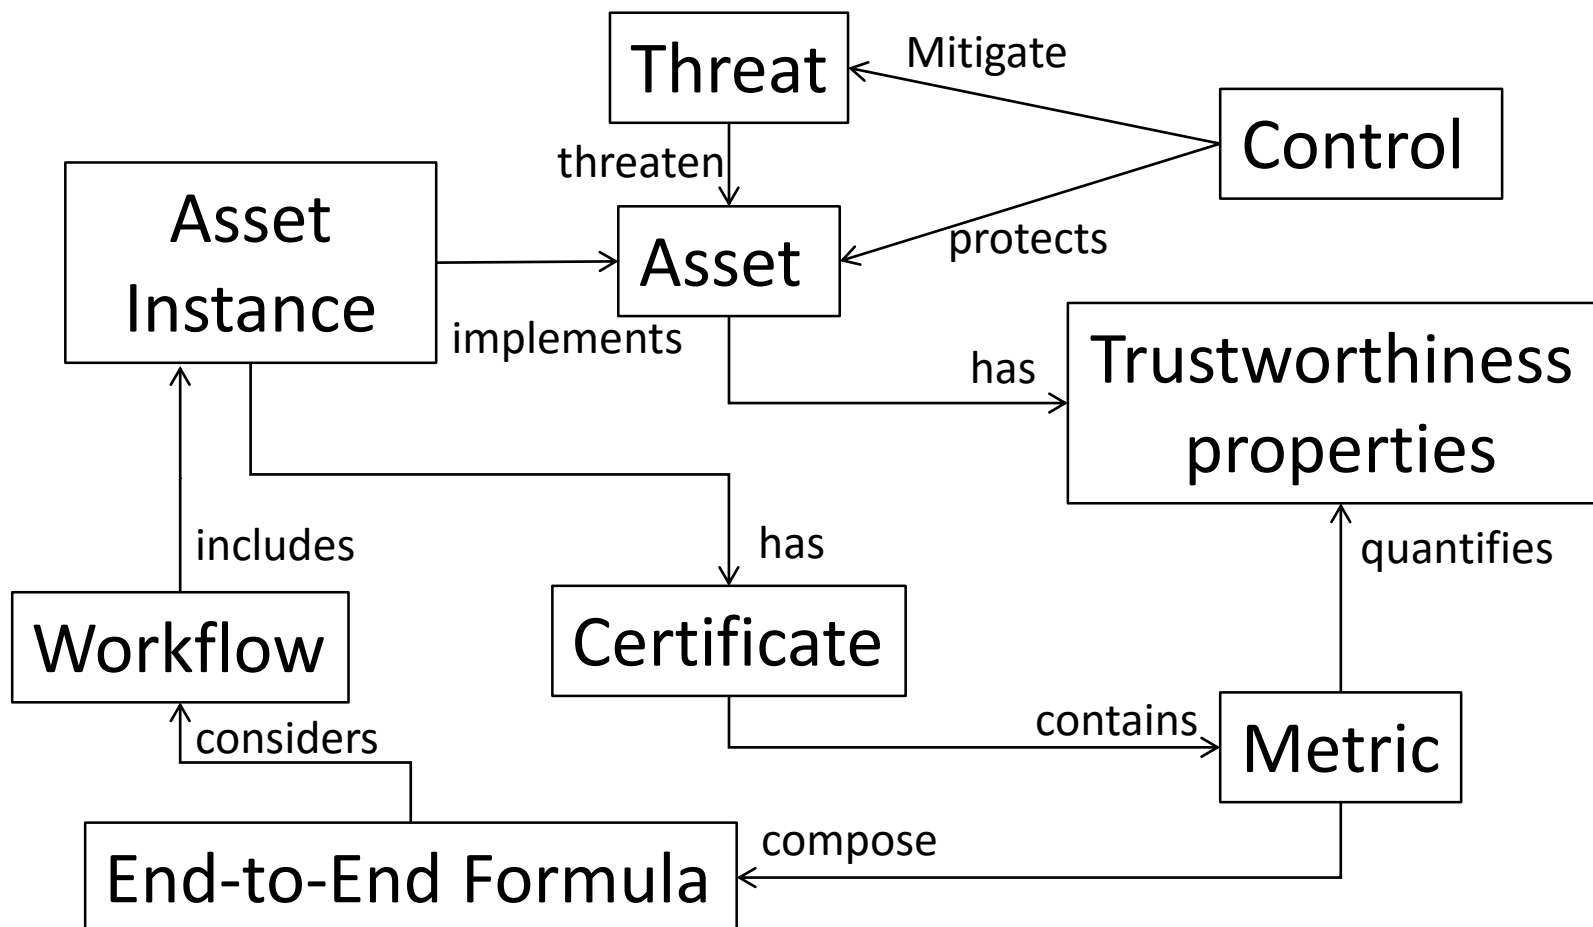 Threat
Mitigate
Control
threaten
Asset
Instance
Asset
protects
implements
has
Trustworthiness
properties
includes
has
quantifies
Workflow
Certificate
considers
contains
Metric
compose
End-to-End Formula